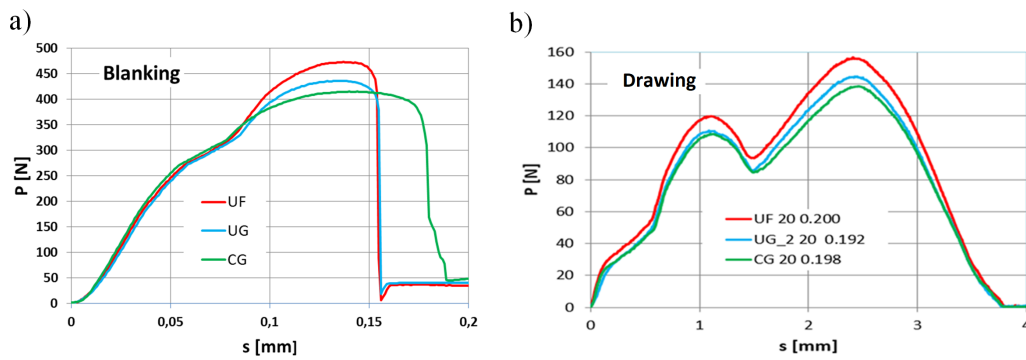 a)
Blanking
P [N]
500
450
400
350
300
250
200
150
100
50
0
UF
UG
CG
0
0,05
0,1
0,15
0,2
s [mm]
b)
Drawing
P [N]
160
140
120
100
80
60
40
20
0
UF 20 0.200
UG_2 20 0.192
CG 20 0.198
0
1
2
3
4
s [mm]